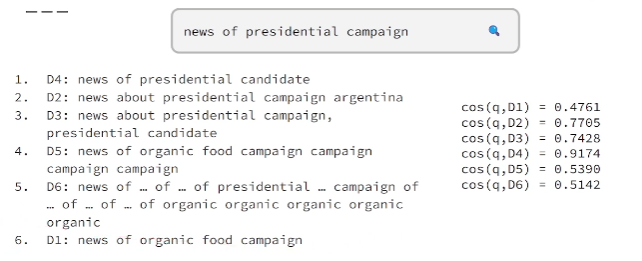 news of presidential campaign
1. D4: news of presidential candidate
2. D2: news about presidential campaign argentina
3. D3: news about presidential campaign,
presidential candidate
4. D5: news of organic food campaign campaign
campaign campaign
5. D6: news of … of … of presidential … campaign of
… of … of … of organic organic organic organic
organic
6. D1: news of organic food campaign
cos(q,D1) = 0.4761
cos(q,D2) = 0.7705
cos(q,D3) = 0.7428
cos(q,D4) = 0.9174
cos(q,D5) = 0.5390
cos(q,D6) = 0.5142